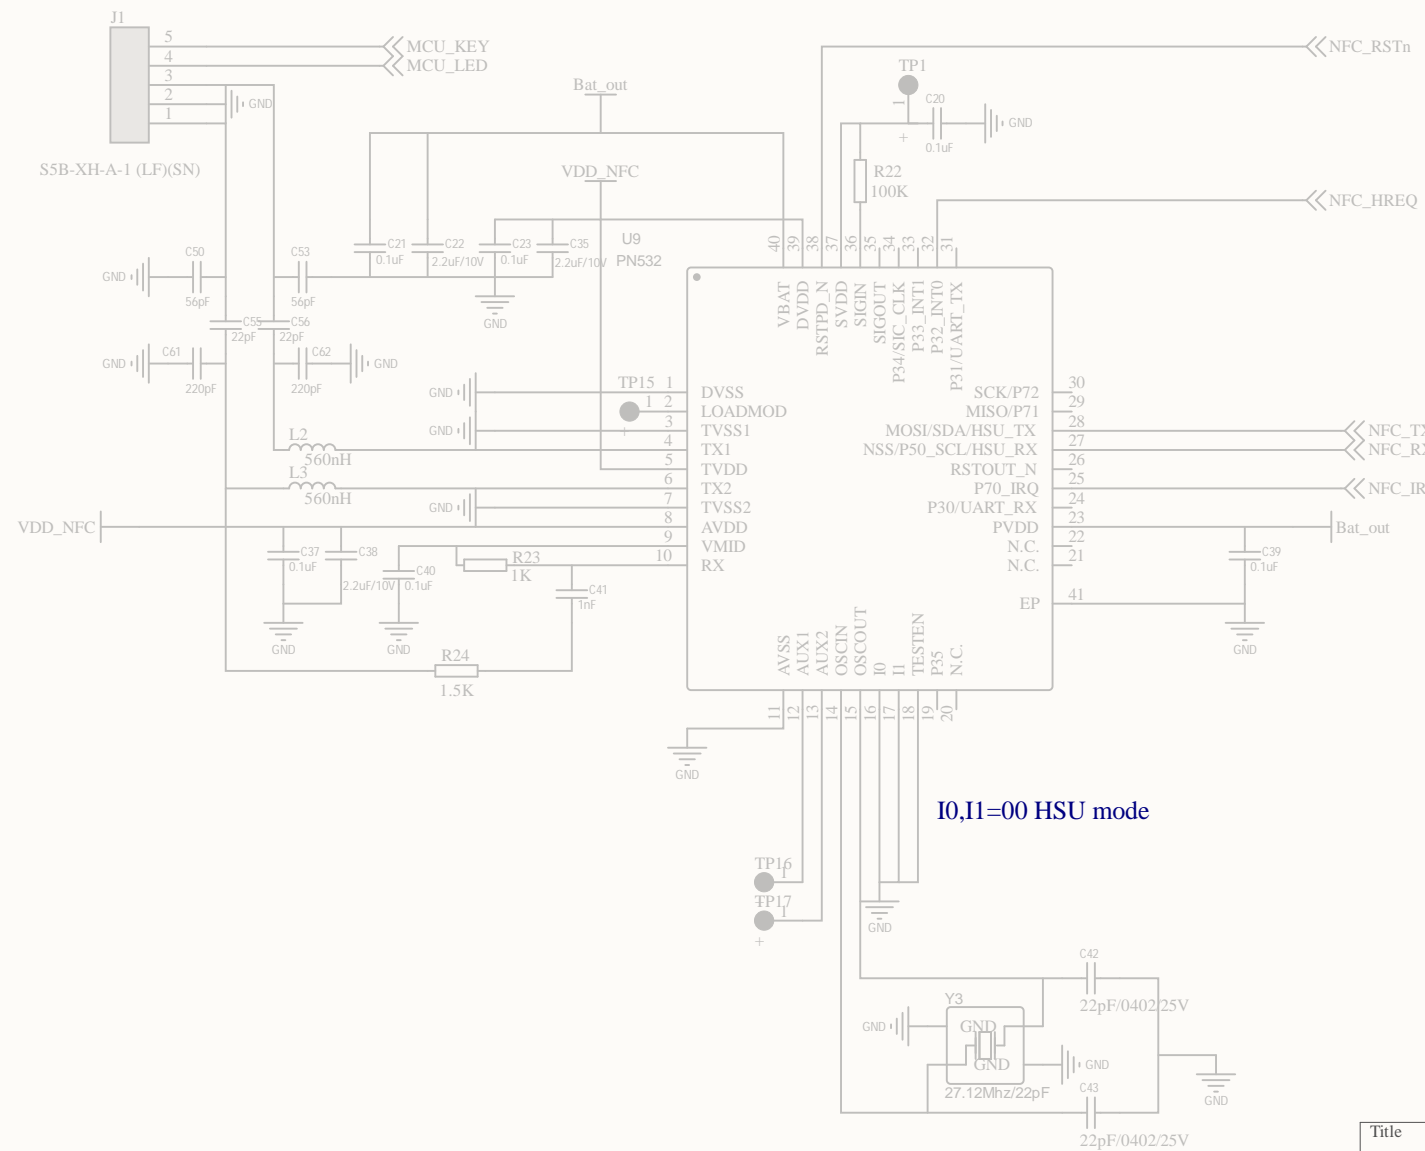 J1
5
4
3
2
1
MCU_KEY
MCU_LED
GND
S5B-XH-A-1 (LF)(SN)
Bat_out
VDD_NFC
TP1
1
+
C20
0.1uF
GND
R22
100K
NFC_RSTn
NFC_HREQ
C21
0.1uF
C22
2.2uF/10V
C23
0.1uF
C35
2.2uF/10V
GND
U9
PN532
GND
C50
56pF
C53
56pF
C55
22pF
C56
22pF
GND
C61
220pF
C62
220pF
GND
40
39
38
37
36
35
34
33
32
31
VBAT
DVDD
RSTPD_N
SVDD
SIGIN
SIGOUT
P34/SIC_CLK
P33_INT1
P32_INT0
P31/UART_TX
GND
TP15
1
+
GND
GND
L2
560nH
L3
560nH
VDD_NFC
1
2
3
4
5
6
7
8
9
10
DVSS
LOADMOD
TVSS1
TX1
TVDD
TX2
TVSS2
AVDD
VMID
RX
SCK/P72
MISO/P71
MOSI/SDA/HSU_TX
NSS/P50_SCL/HSU_RX
RSTOUT_N
P70_IRQ
P30/UART_RX
PVDD
N.C.
N.C.
EP
30
29
28
27
26
25
24
23
22
21
41
NFC_TX
NFC_RX
NFC_IR
Bat_out
C39
0.1uF
GND
C37
0.1uF
C38
2.2uF/10V
C40
0.1uF
R23
1K
C41
1nF
GND
GND
R24
1.5K
AVSS
AUX1
AUX2
OSCIN
OSCOUT
I0
I1
TESTEN
P35
N.C.
11
12
13
14
15
16
17
18
19
20
GND
I0,I1=00 HSU mode
TP16
1
+
TP17
1
+
GND
C42
22pF/0402/25V
Y3
GND
GND
GND
GND
27.12Mhz/22pF
C43
22pF/0402/25V
GND
Title